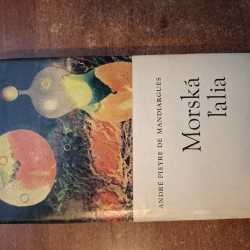 ANDRÉ PIEYRE DE MANDIARGUES
Morská
ľalia